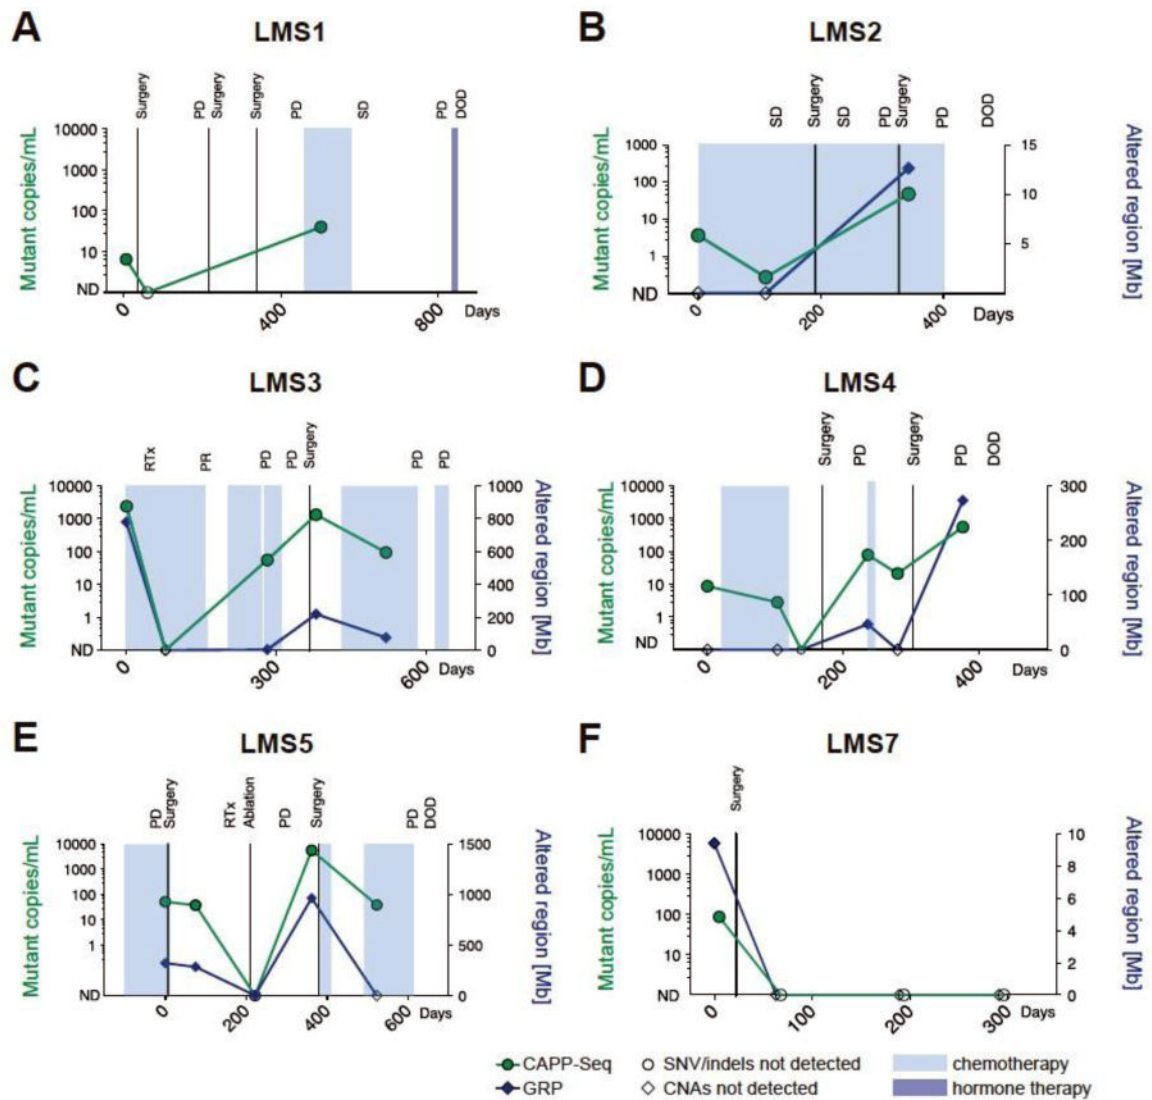 A
LMS1
Surgery
PD
Surgery
Surgery
PD
SD
PD
DOD
Mutant copies/mL
10000
1000
100
10
ND
0
400
800
Days
B
LMS2
SD
Surgery
SD
PD
Surgery
PD
DOD
Mutant copies/mL
1000
100
10
1
ND
15
10
5
Altered region [Mb]
0
200
400
Days
C
LMS3
RTx
PR
PD
PD
Surgery
PD
PD
Mutant copies/mL
10000
1000
100
10
1
ND
1000
800
600
400
200
0
Altered region [Mb]
0
300
600
Days
D
LMS4
Surgery
PD
Surgery
PD
DOD
Mutant copies/mL
10000
1000
100
10
1
ND
300
200
100
0
Altered region [Mb]
0
200
400
Days
E
LMS5
PD
Surgery
RTx
Ablation
PD
Surgery
PD
DOD
Mutant copies/mL
10000
1000
100
10
1
ND
1500
1000
500
0
Altered region [Mb]
0
200
400
600
Days
F
LMS7
Surgery
Mutant copies/mL
10000
1000
100
10
ND
10
8
6
4
2
0
Altered region [Mb]
0
100
200
300
Days
CAPP-Seq
SNV/indels not detected
chemotherapy
GRP
CNAs not detected
hormone therapy